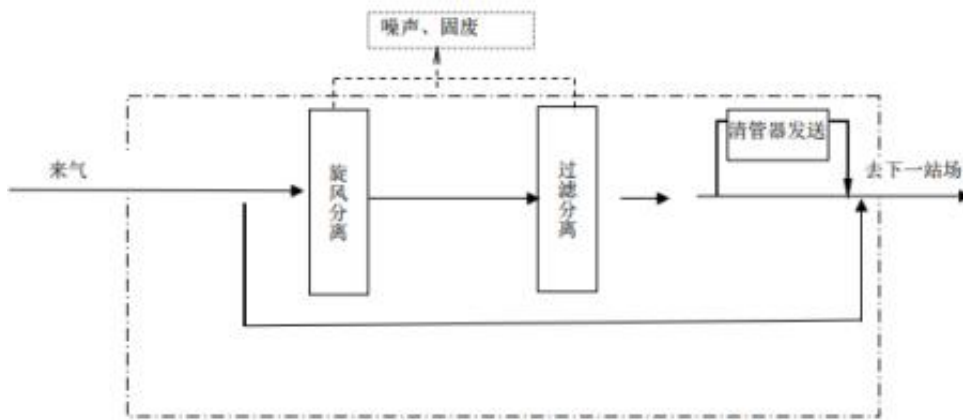 噪声、固废
清管器发送
来气
去下一站场
旋风分离
过滤分离